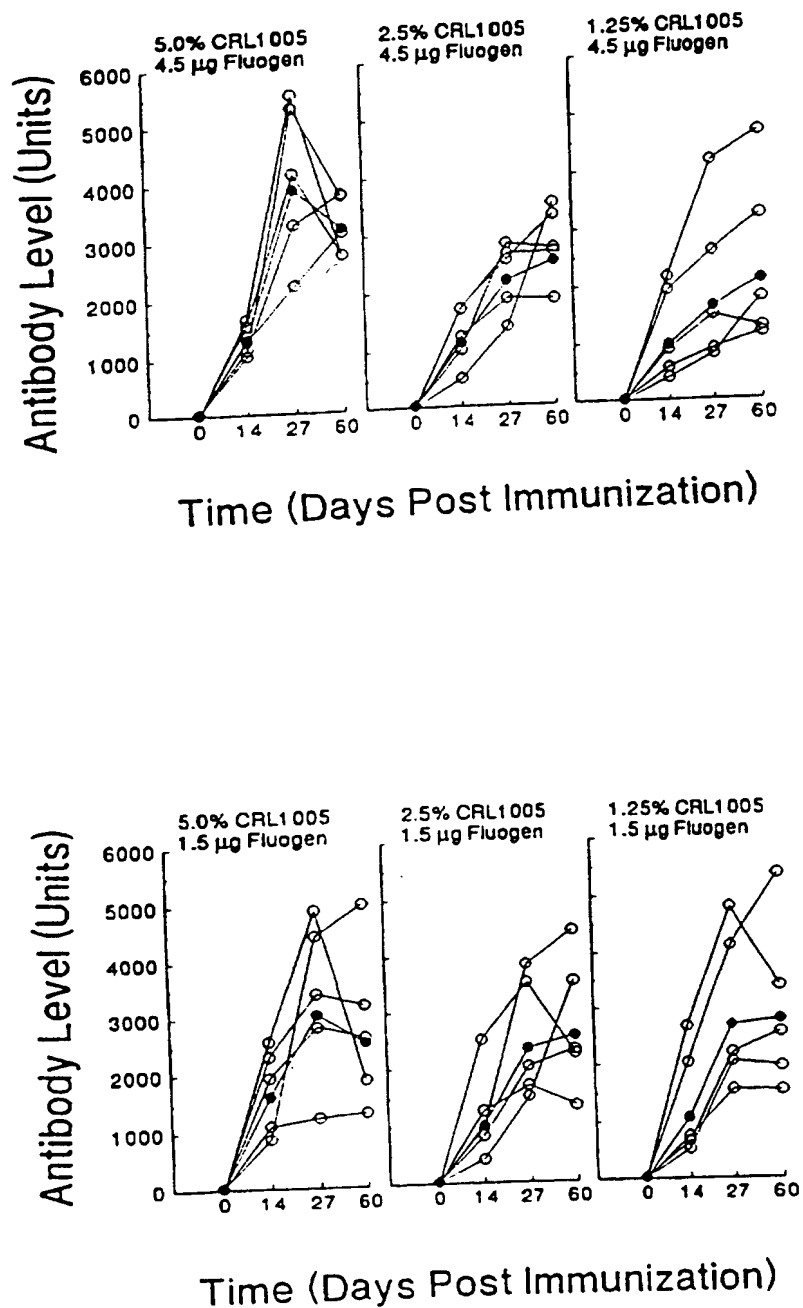 5.0% CRL1005
4.5 µg Fluogen
2.5% CRL1005
4.5 µg Fluogen
1.25% CRL1005
4.5 µg Fluogen
Antibody Level (Units)
6000
5000
4000
3000
2000
1000
0
0 14 27 60
0 14 27 60
0 14 27 60
Time (Days Post Immunization)
5.0% CRL1005
1.5 µg Fluogen
2.5% CRL1005
1.5 µg Fluogen
1.25% CRL1005
1.5 µg Fluogen
Antibody Level (Units)
6000
5000
4000
3000
2000
1000
0
0 14 27 60
0 14 27 60
0 14 27 60
Time (Days Post Immunization)